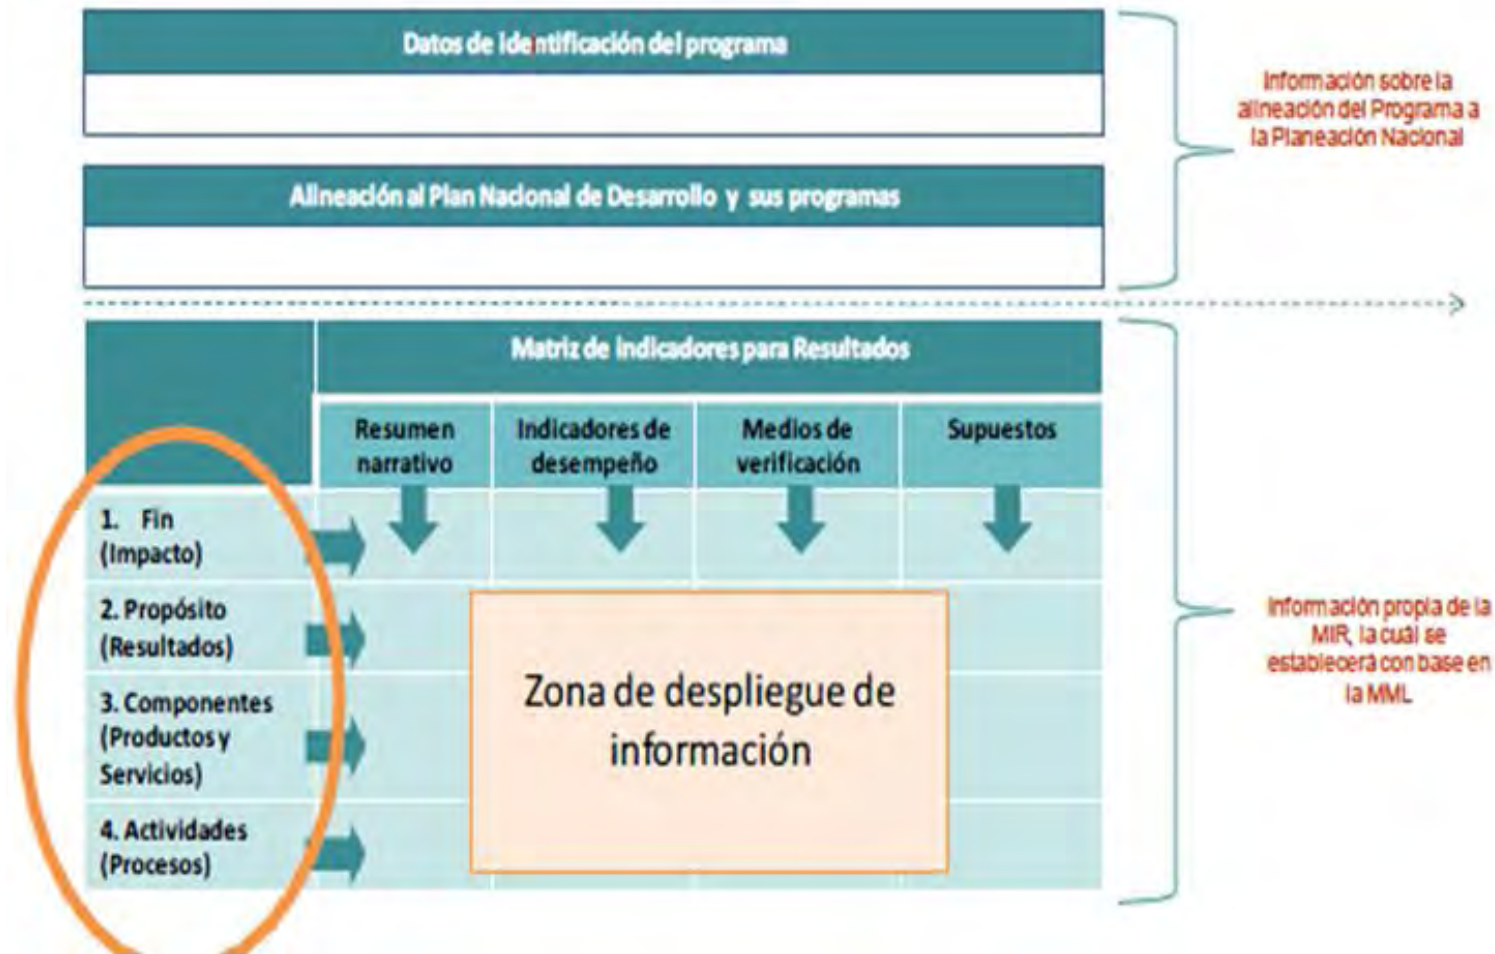 Datos de identificación del programa
Información sobre la
alineación del Programa a
la Planeación Nacional
Alineación al Plan Nacional de Desarrollo y sus programas
Matriz de indicadores para Resultados
Resumen
narrativo
Indicadores de
desempeño
Medios de
verificación
Supuestos
1. Fin
(Impacto)
2. Propósito
(Resultados)
3. Componentes
(Productos y
Servicios)
4. Actividades
(Procesos)
Zona de despliegue de
información
Información propia de la
MIR, la cuál se
establecerá con base en
la MML